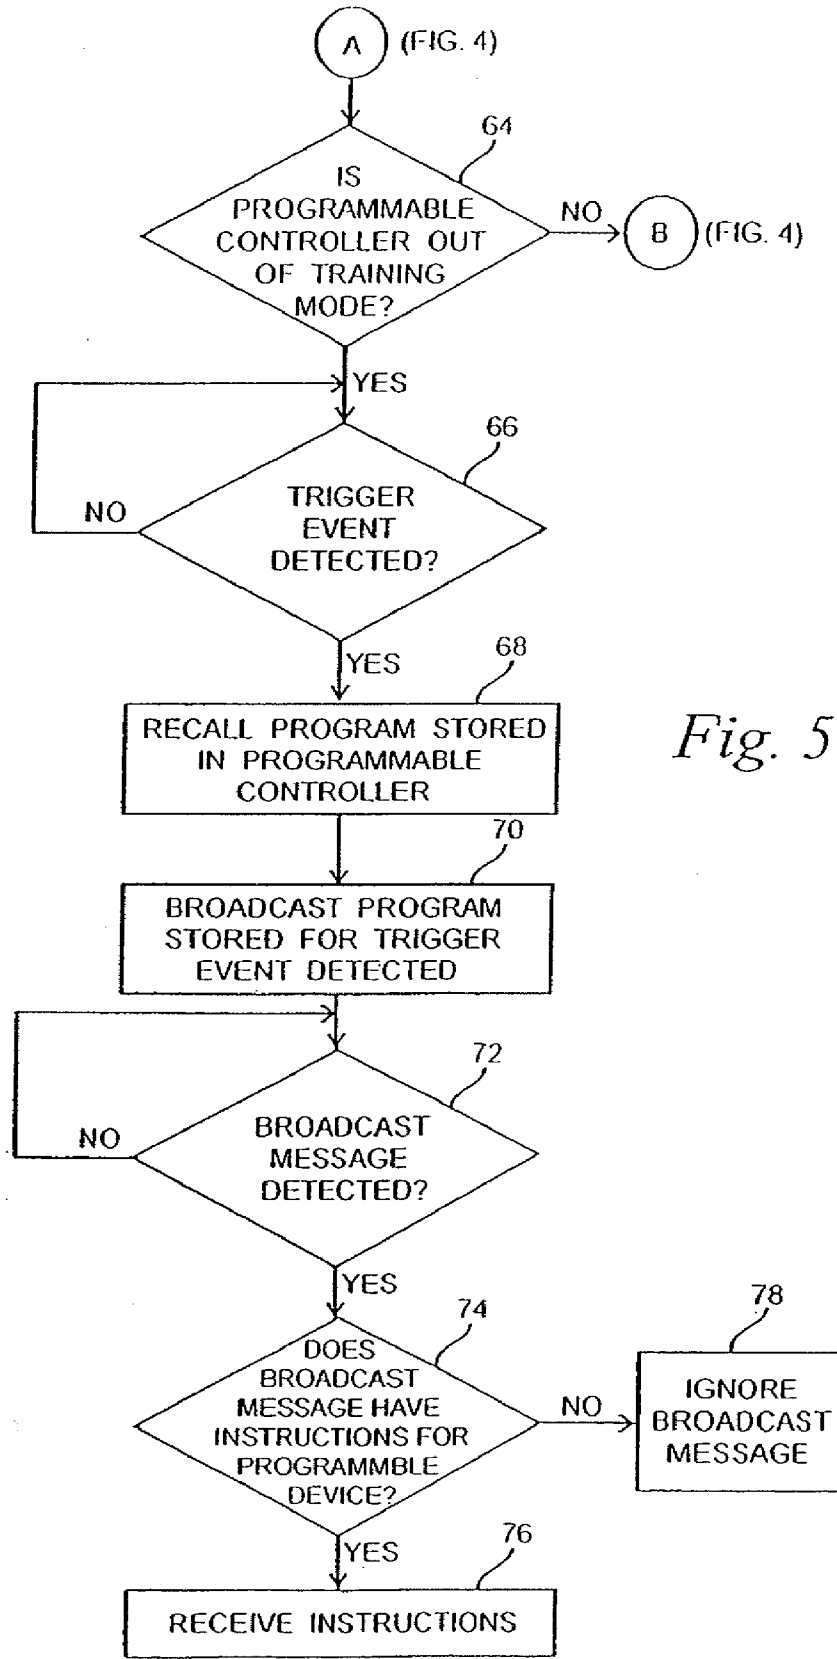 A (FIG. 4)
64
IS
PROGRAMMABLE
CONTROLLER OUT
OF TRAINING
MODE?
NO
B (FIG. 4)
YES
66
TRIGGER
EVENT
DETECTED?
NO
YES
68
RECALL PROGRAM STORED
IN PROGRAMMABLE
CONTROLLER
Fig. 5
70
BROADCAST PROGRAM
STORED FOR TRIGGER
EVENT DETECTED
72
BROADCAST
MESSAGE
DETECTED?
NO
YES
74
DOES
BROADCAST
MESSAGE HAVE
INSTRUCTIONS FOR
PROGRAMMBLE
DEVICE?
NO
78
IGNORE
BROADCAST
MESSAGE
YES
76
RECEIVE INSTRUCTIONS